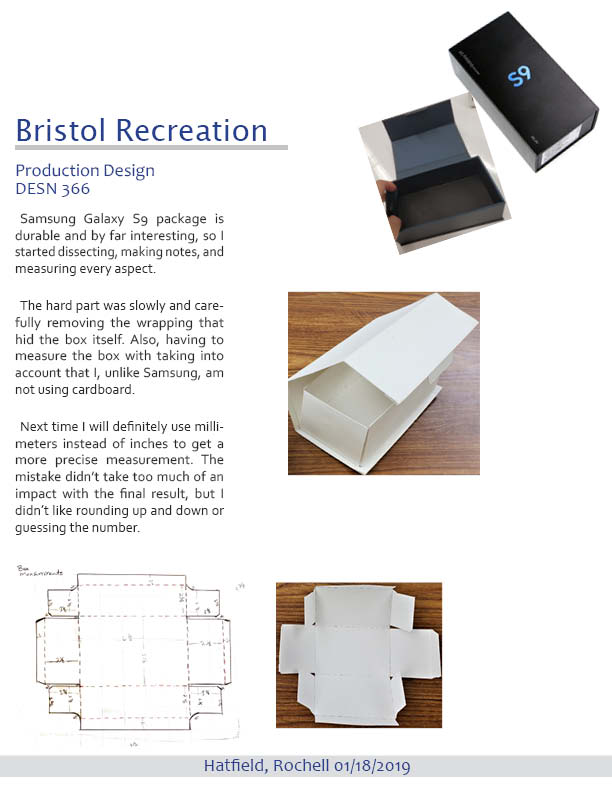 S9
Bristol Recreation
Production Design
DESN 366
Samsung Galaxy S9 package is
durable and by far interesting, so I
started dissecting, making notes, and
measuring every aspect.
The hard part was slowly and care-
fully removing the wrapping that
hid the box itself. Also, having to
measure the box with taking into
account that I, unlike Samsung, am
not using cardboard.
Next time I will definitely use milli-
meters instead of inches to get a
more precise measurement. The
mistake didn't take too much of an
impact with the final result, but I
didn't like rounding up and down or
guessing the number.
Box
measurements
Hatfield, Rochell 01/18/2019